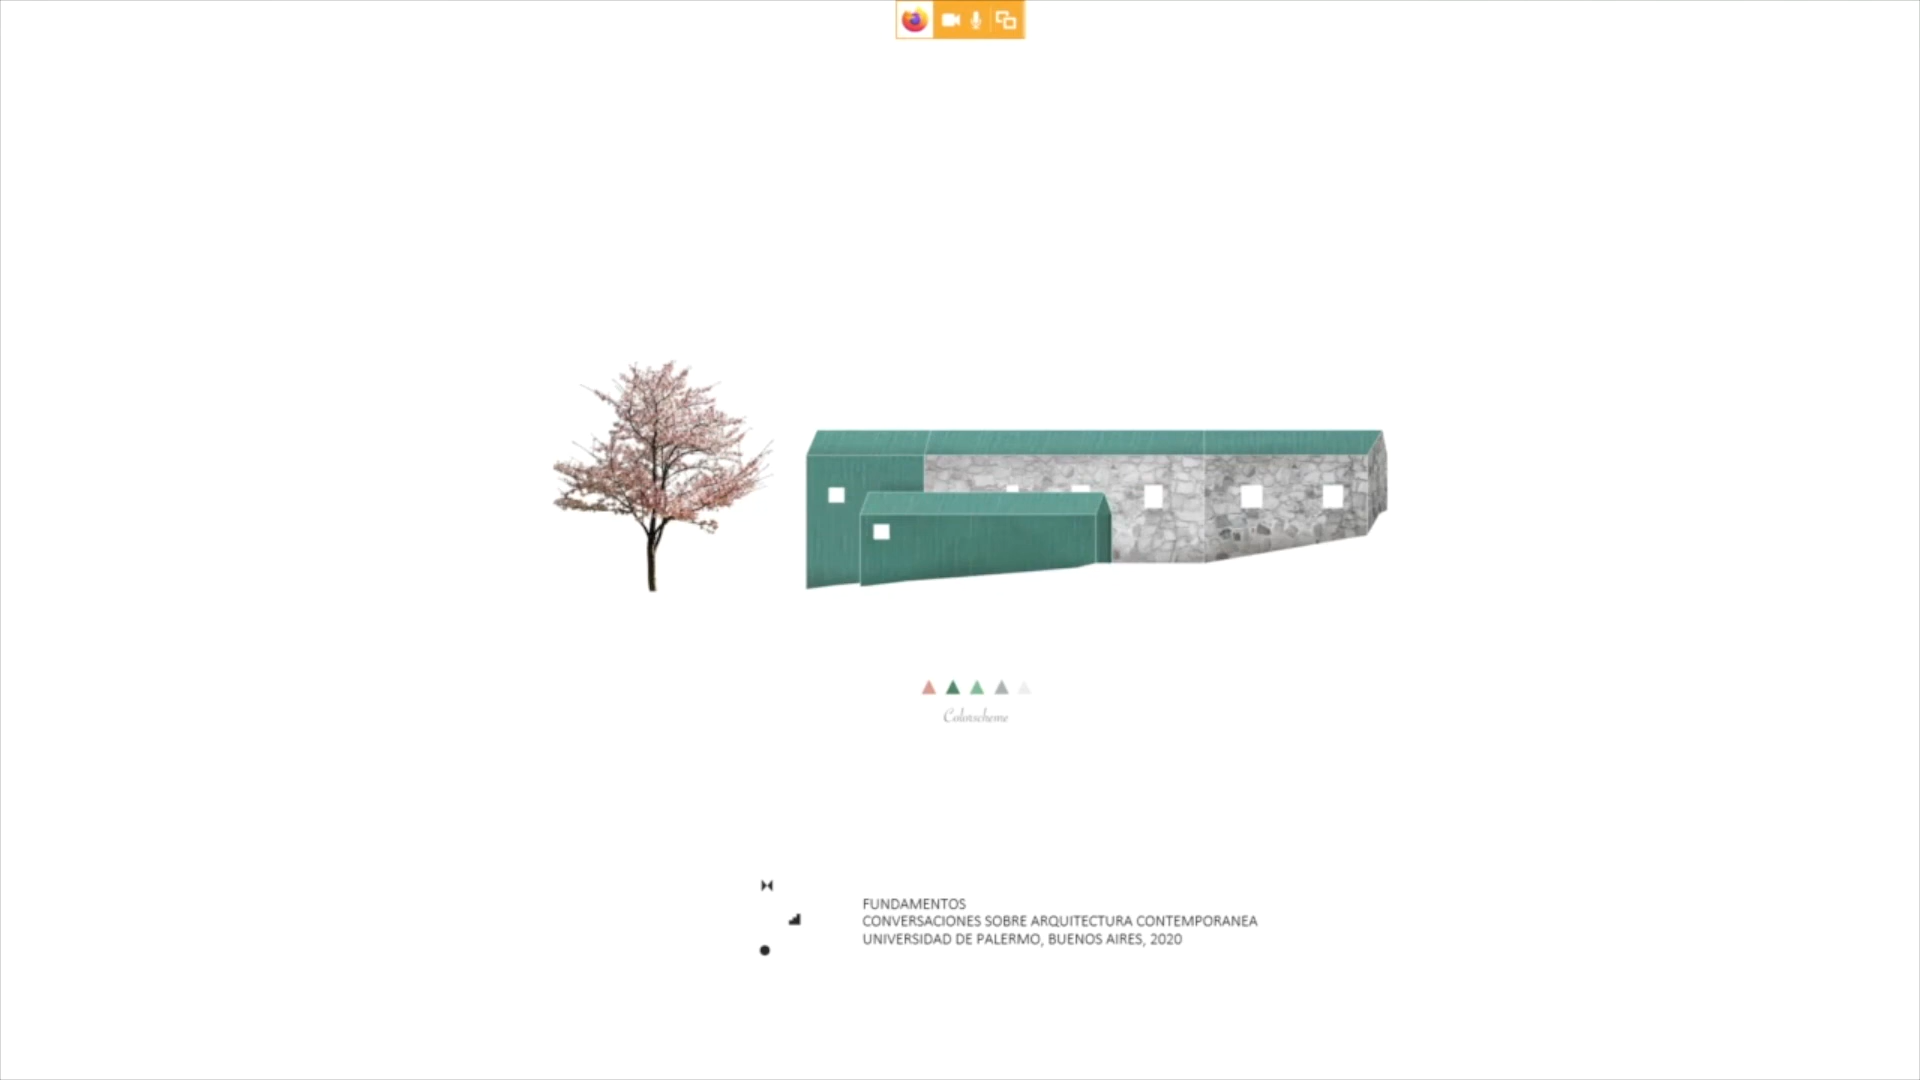 Colorscheme
FUNDAMENTOS
CONVERSACIONES SOBRE ARQUITECTURA CONTEMPORANEA
UNIVERSIDAD DE PALERMO, BUENOS AIRES, 2020